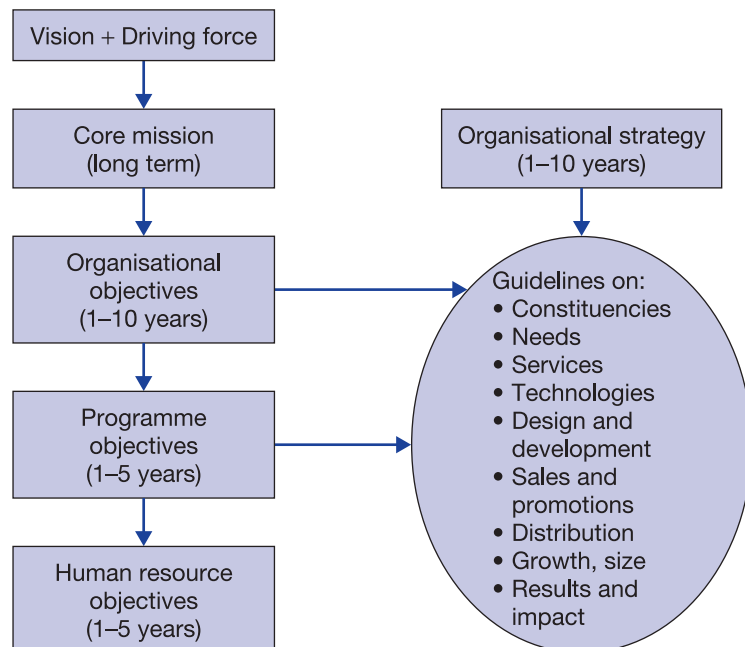 Vision + Driving force
Core mission
(long term)
Organisational
objectives
(1–10 years)
Programme
objectives
(1–5 years)
Human resource
objectives
(1–5 years)
Organisational strategy
(1–10 years)
Guidelines on:
• Constituencies
• Needs
• Services
• Technologies
• Design and
development
• Sales and
promotions
• Distribution
• Growth, size
• Results and
impact